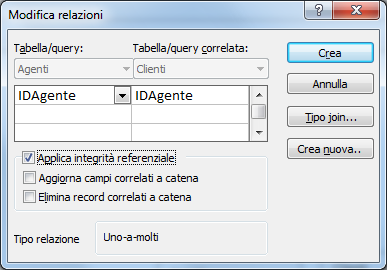 Modifica relazioni
Tabella/query: Tabella/query correlata:
Agenti Clienti
IDAgente IDAgente
Applica integrità referenziale
Aggiorna campi correlati a catena
Elimina record correlati a catena
Tipo relazione Uno-a-molti
Crea
Annulla
Tipo join...
Crea nuova..